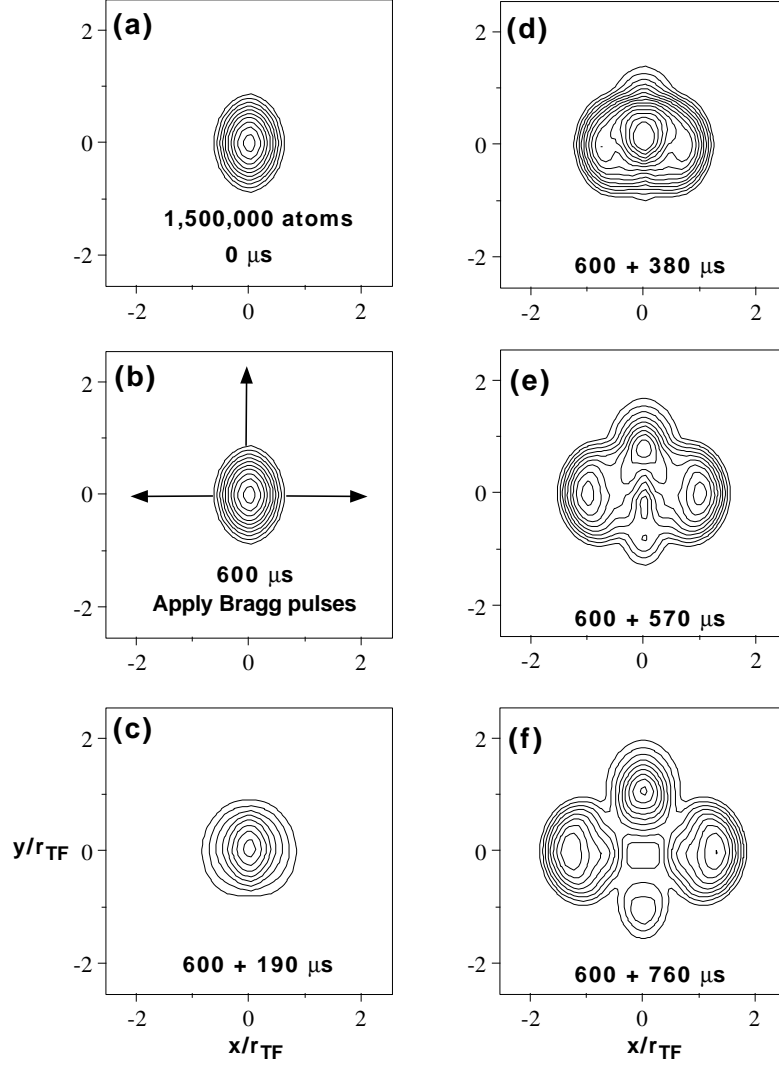 (a)
2
0
-2
1,500,000 atoms
0 μs
-2 0 2
(b)
2
0
-2
600 μs
Apply Bragg pulses
-2 0 2
(c)
2
y/rTF 0
-2
600 + 190 μs
-2 0 2
x/rTF
(d)
2
0
-2
600 + 380 μs
-2 0 2
(e)
2
0
-2
600 + 570 μs
-2 0 2
(f)
2
0
-2
600 + 760 μs
-2 0 2
x/rTF